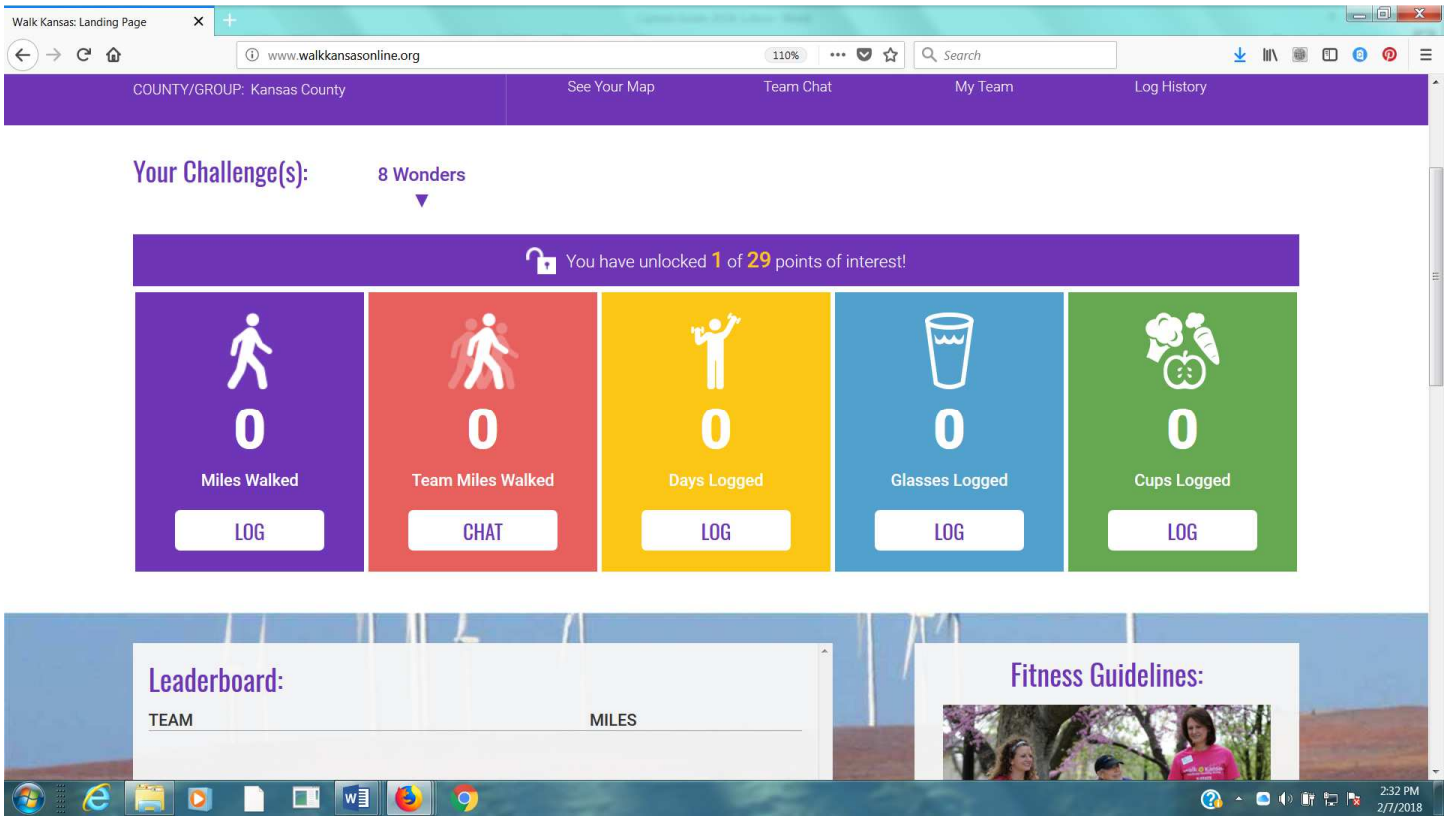 Walk Kansas: Landing Page
www.walkkansasonline.org
110%
Search
COUNTY/GROUP: Kansas County
See Your Map
Team Chat
My Team
Log History
Your Challenge(s):
8 Wonders
You have unlocked 1 of 29 points of interest!
0
0
0
0
0
Miles Walked
Team Miles Walked
Days Logged
Glasses Logged
Cups Logged
LOG
CHAT
LOG
LOG
LOG
Leaderboard:
TEAM
MILES
Fitness Guidelines:
2:32 PM
2/7/2018